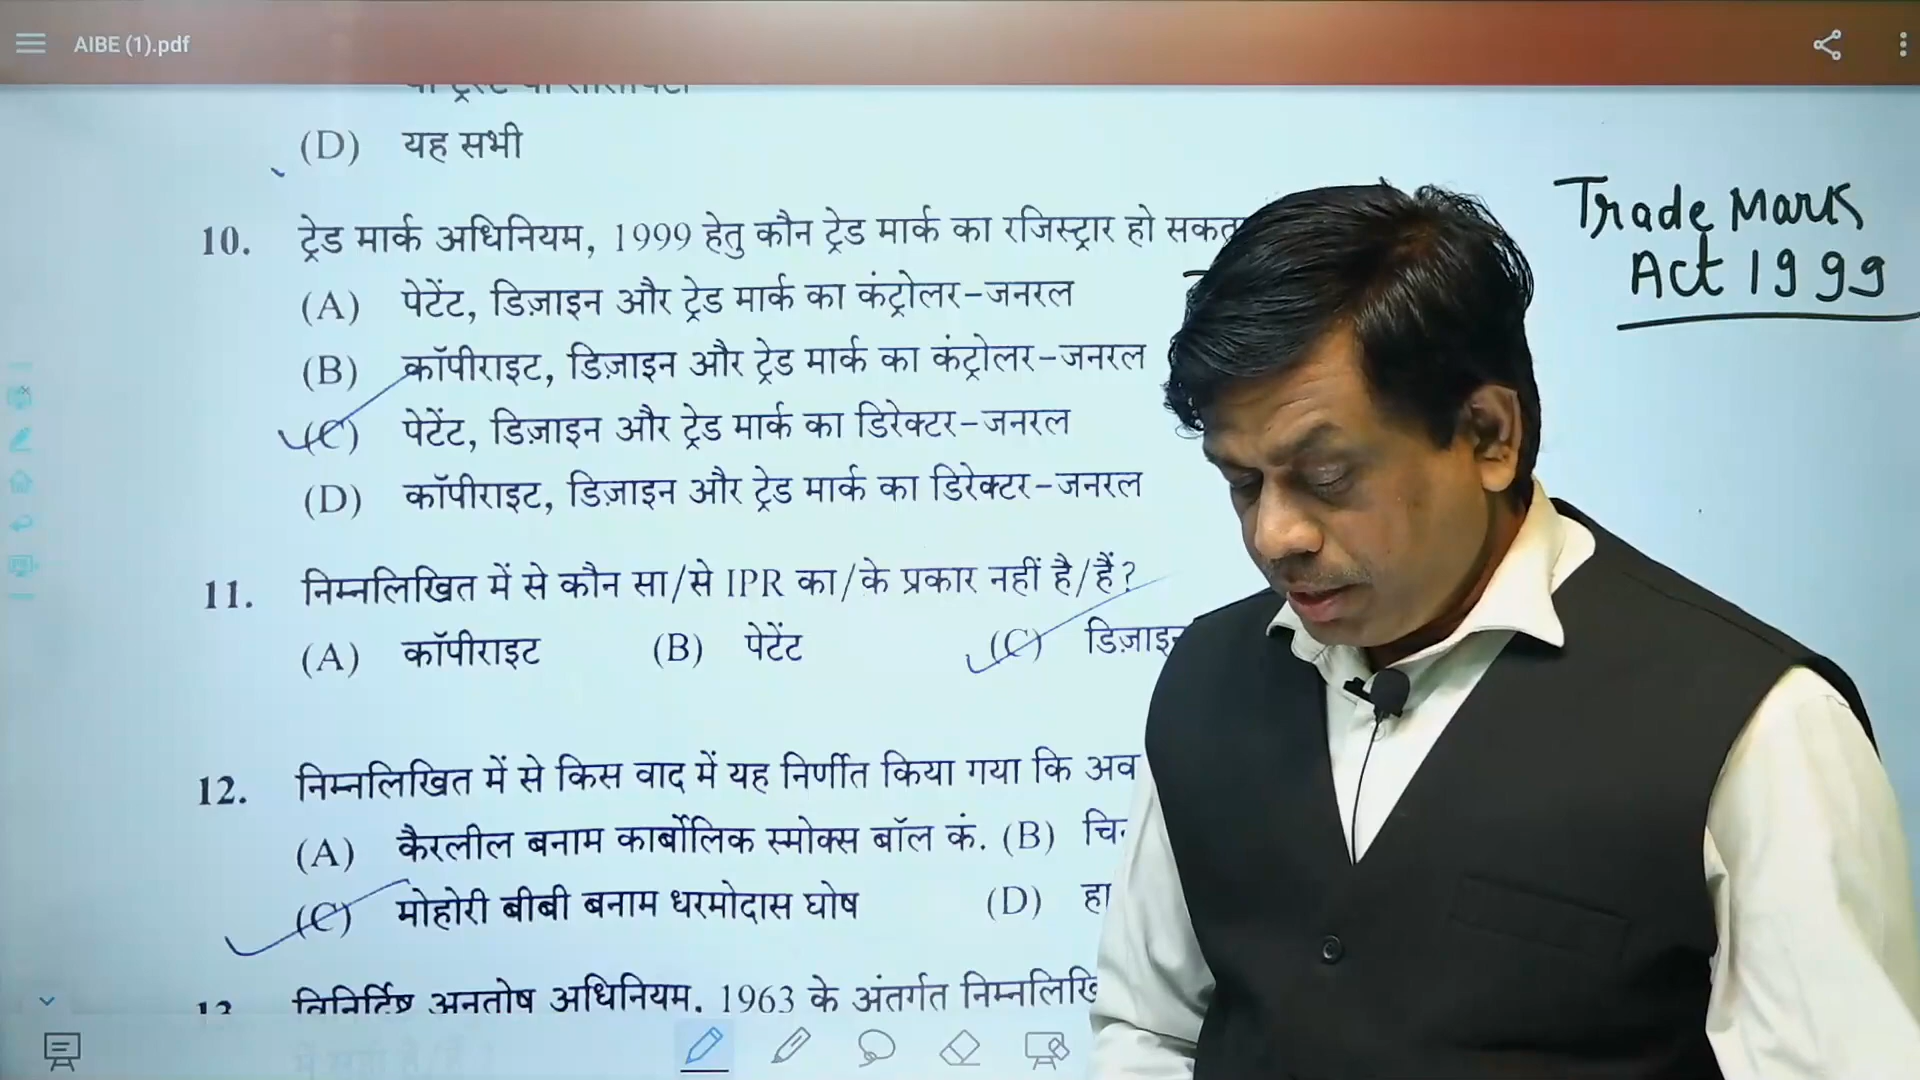 AIBE (1).pdf
(D) यह सभी
Trade Mark
Act 1999
10. ट्रेड मार्क अधिनियम, 1999 हेतु कौन ट्रेड मार्क का रजिस्ट्रार हो सकता
(A) पेटेंट, डिज़ाइन और ट्रेड मार्क का कंट्रोलर-जनरल
(B) कॉपीराइट, डिज़ाइन और ट्रेड मार्क का कंट्रोलर-जनरल
(C) पेटेंट, डिज़ाइन और ट्रेड मार्क का डिरेक्टर-जनरल
(D) कॉपीराइट, डिज़ाइन और ट्रेड मार्क का डिरेक्टर-जनरल
11. निम्नलिखित में से कौन सा/से IPR का/के प्रकार नहीं है/हैं?
(A) कॉपीराइट (B) पेटेंट (C) डिज़ाइन
12. निम्नलिखित में से किस वाद में यह निर्णीत किया गया कि
(A) कैरलील बनाम कार्बोलिक स्मोक्स बॉल कं. (B)
(C) मोहोरी बीबी बनाम धरमोदास घोष (D)
13. विनिर्दिष्ट अनुतोष अधिनियम, 1963 के अंतर्गत